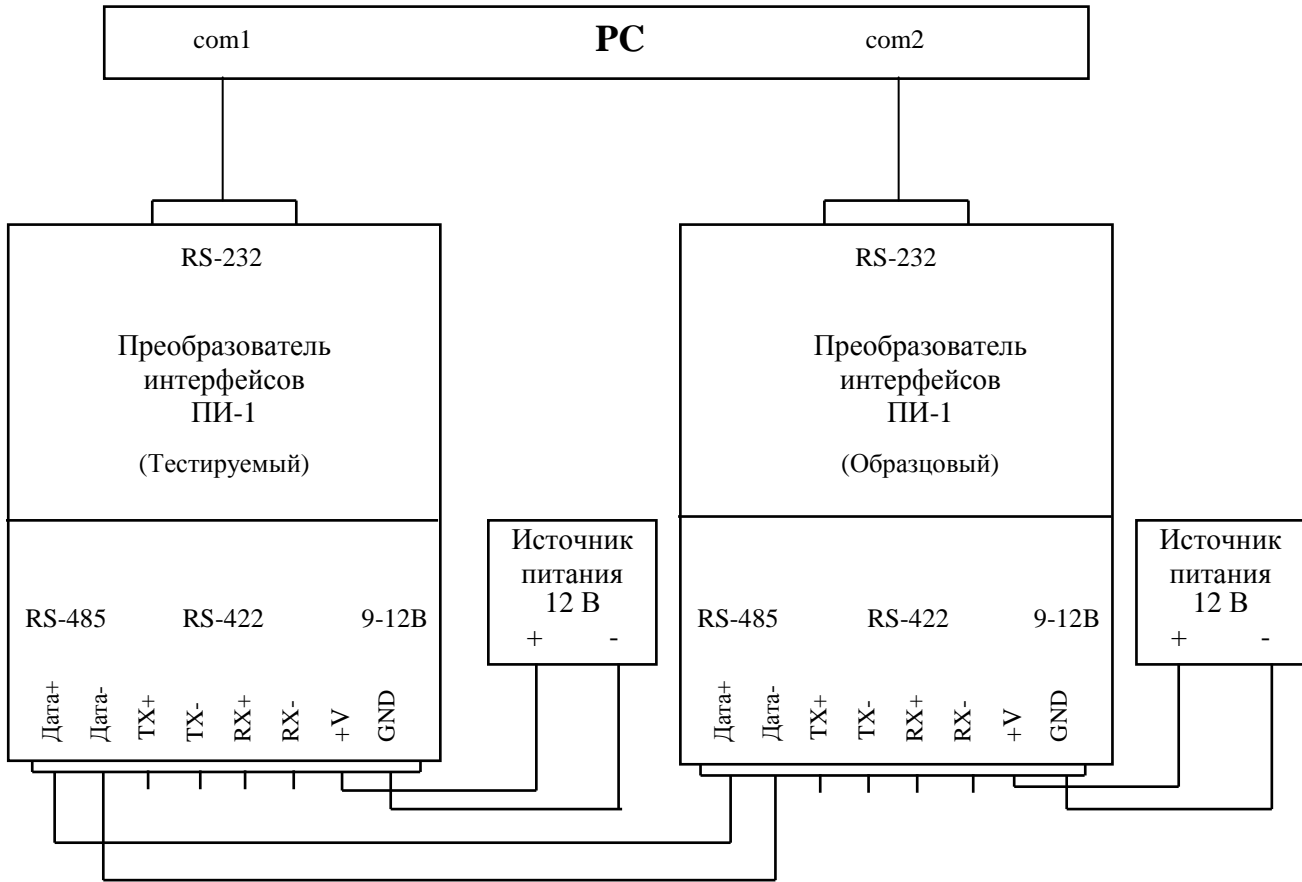 com1
PC
com2
RS-232
Преобразователь
интерфейсов
ПИ-1
(Тестируемый)
RS-485
RS-422
9-12В
Дата+
Дата-
TX+
TX-
RX+
RX-
+V
GND
Источник
питания
12 В
+
-
RS-232
Преобразователь
интерфейсов
ПИ-1
(Образцовый)
RS-485
RS-422
9-12В
Дата+
Дата-
TX+
TX-
RX+
RX-
+V
GND
Источник
питания
12 В
+
-